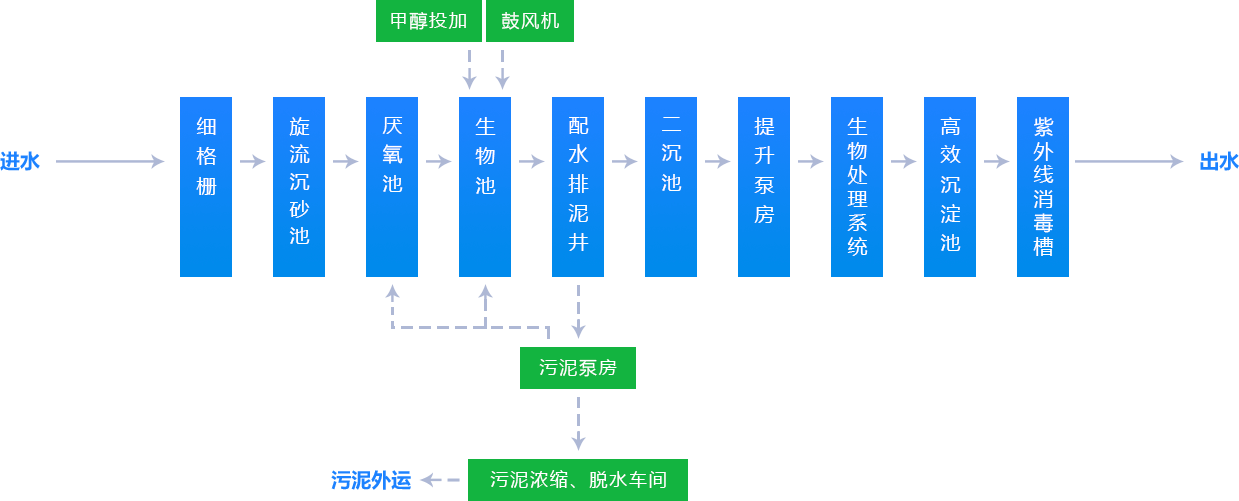 甲醇投加
鼓风机
进水
细格栅
旋流沉砂池
厌氧池
生物池
配水排泥井
二沉池
提升泵房
生物处理系统
高效沉淀池
紫外线消毒槽
出水
污泥泵房
污泥外运
污泥浓缩、脱水车间